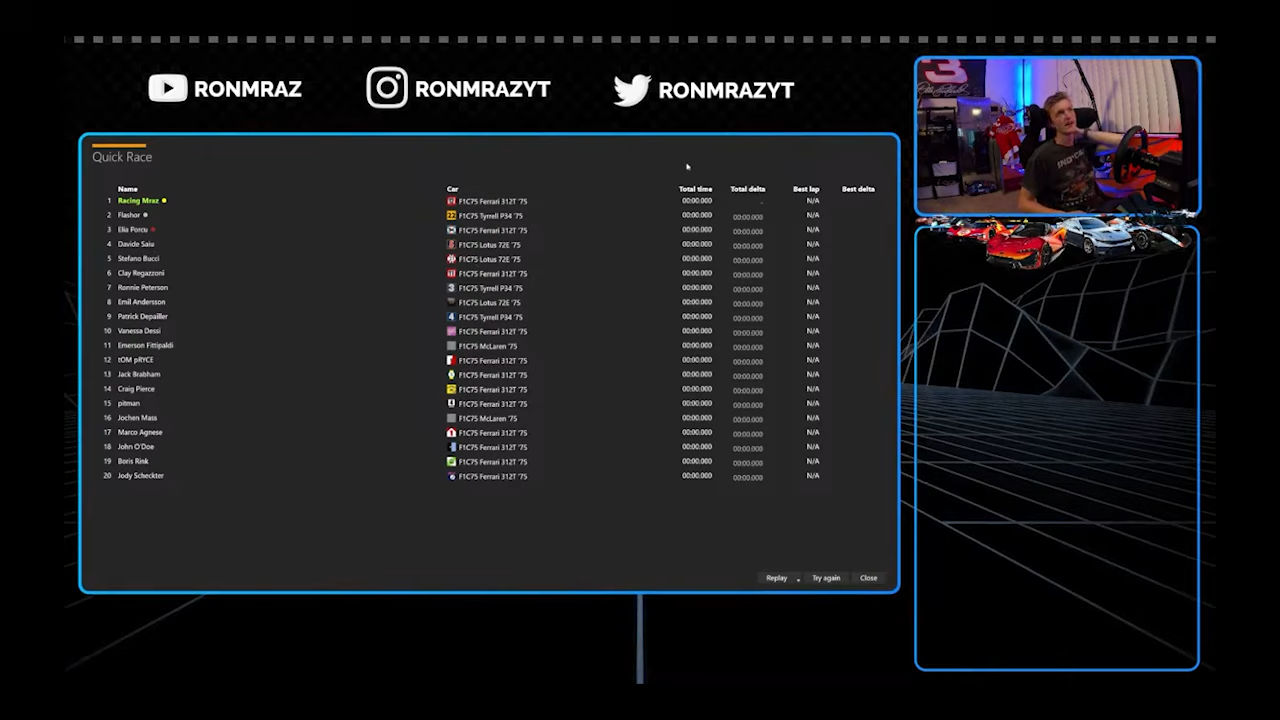 RONMRAZ RONMRAZYT RONMRAZYT
Quick Race
Name Car Total time Total delta Best lap Best delta
1 Racing Mraz F1C75 Ferrari 312T '75 00:00.000 - N/A
2 Flashor F1C75 Tyrrell P34 '75 00:00.000 00:00.000 N/A
3 Elia Porcu F1C75 Ferrari 312T '75 00:00.000 00:00.000 N/A
4 Davide Saiu F1C75 Lotus 72E '75 00:00.000 00:00.000 N/A
5 Stefano Bucci F1C75 Lotus 72E '75 00:00.000 00:00.000 N/A
6 Clay Regazzoni F1C75 Ferrari 312T '75 00:00.000 00:00.000 N/A
7 Ronnie Peterson F1C75 Tyrrell P34 '75 00:00.000 00:00.000 N/A
8 Emil Andersson F1C75 Lotus 72E '75 00:00.000 00:00.000 N/A
9 Patrick Depailler F1C75 Tyrrell P34 '75 00:00.000 00:00.000 N/A
10 Vanessa Dessi F1C75 Ferrari 312T '75 00:00.000 00:00.000 N/A
11 Emerson Fittipaldi F1C75 McLaren '75 00:00.000 00:00.000 N/A
12 tOM pRYCE F1C75 Ferrari 312T '75 00:00.000 00:00.000 N/A
13 Jack Brabham F1C75 Ferrari 312T '75 00:00.000 00:00.000 N/A
14 Craig Pierce F1C75 Ferrari 312T '75 00:00.000 00:00.000 N/A
15 pitman F1C75 Ferrari 312T '75 00:00.000 00:00.000 N/A
16 Jochen Mass F1C75 McLaren '75 00:00.000 00:00.000 N/A
17 Marco Agnese F1C75 Ferrari 312T '75 00:00.000 00:00.000 N/A
18 John O'Doe F1C75 Ferrari 312T '75 00:00.000 00:00.000 N/A
19 Boris Rink F1C75 Ferrari 312T '75 00:00.000 00:00.000 N/A
20 Jody Scheckter F1C75 Ferrari 312T '75 00:00.000 00:00.000 N/A
Replay Try again Close